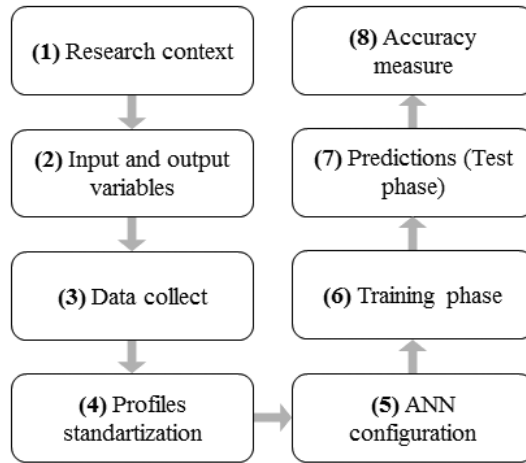 (1) Research context
(2) Input and output
variables
(3) Data collect
(4) Profiles
standartization
(5) ANN
configuration
(6) Training phase
(7) Predictions (Test
phase)
(8) Accuracy
measure